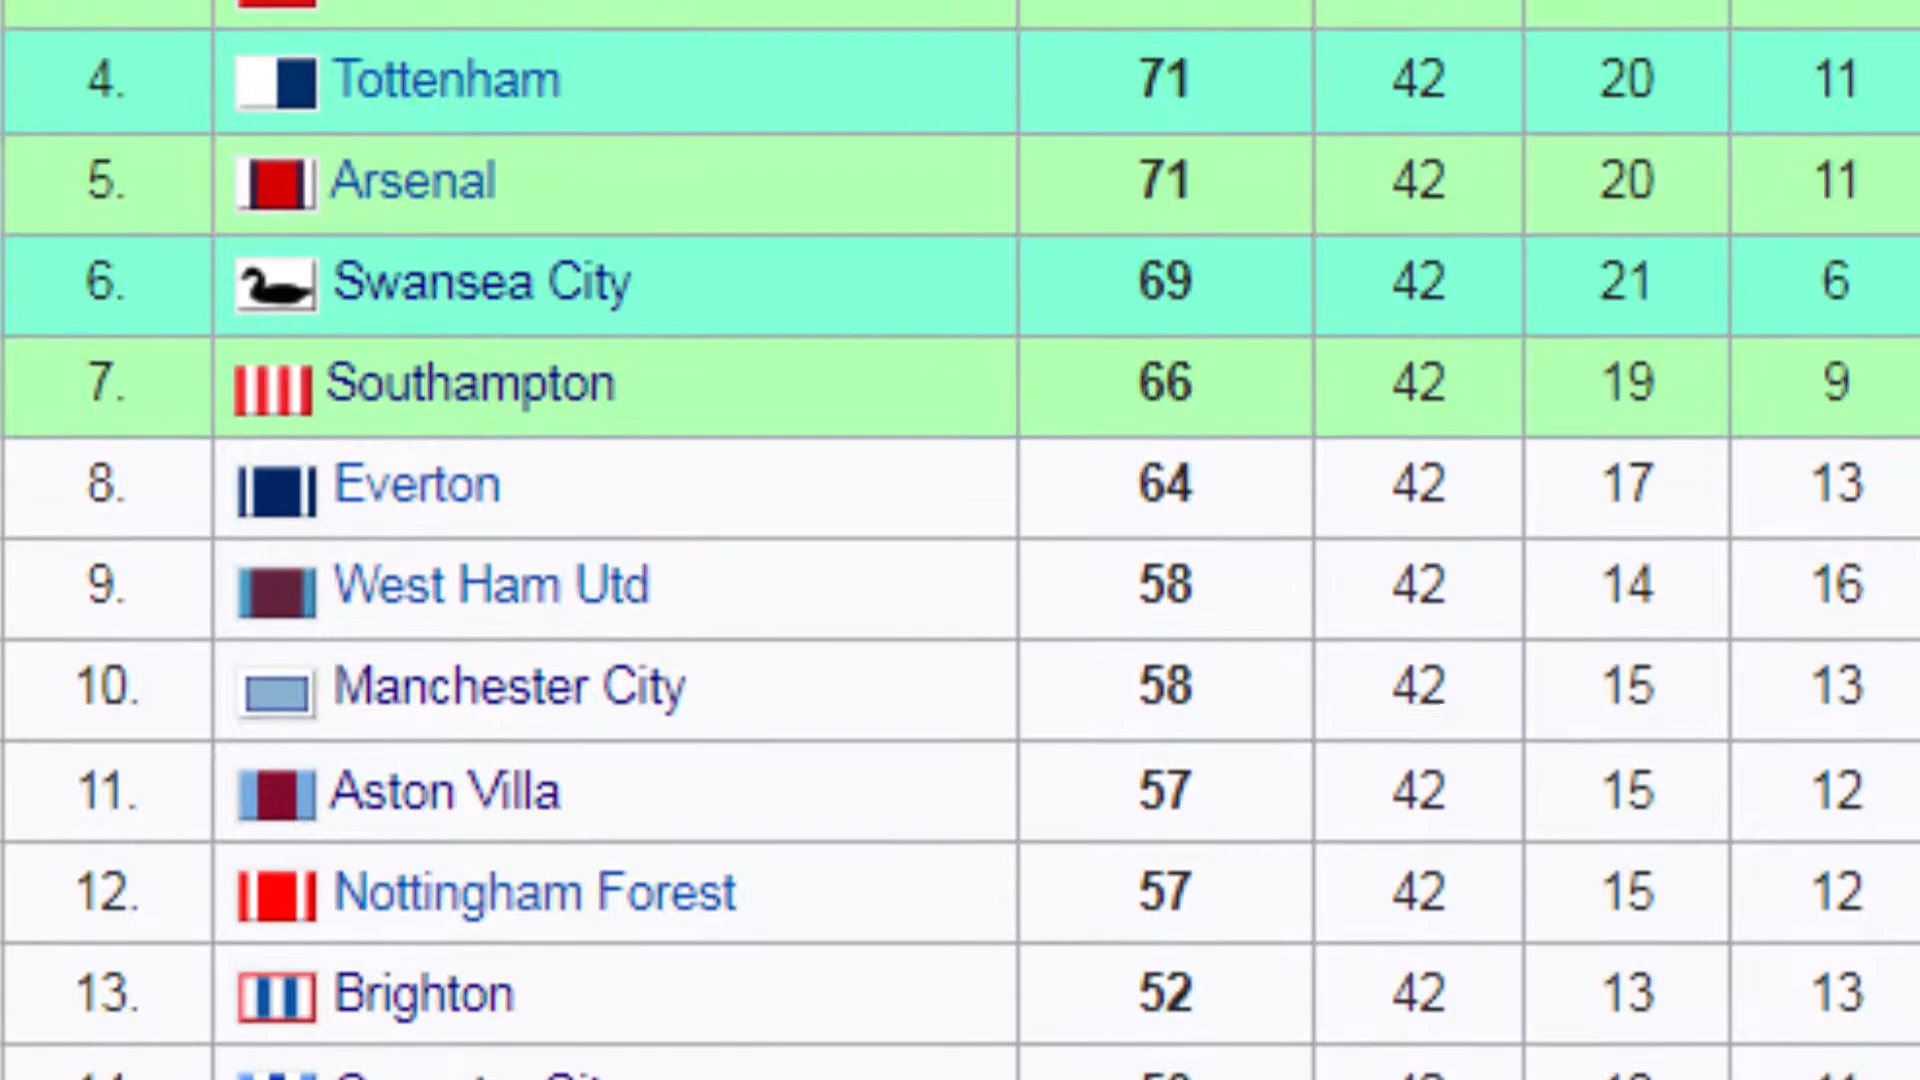 4. Tottenham 71 42 20 11
5. Arsenal 71 42 20 11
6. Swansea City 69 42 21 6
7. Southampton 66 42 19 9
8. Everton 64 42 17 13
9. West Ham Utd 58 42 14 16
10. Manchester City 58 42 15 13
11. Aston Villa 57 42 15 12
12. Nottingham Forest 57 42 15 12
13. Brighton 52 42 13 13